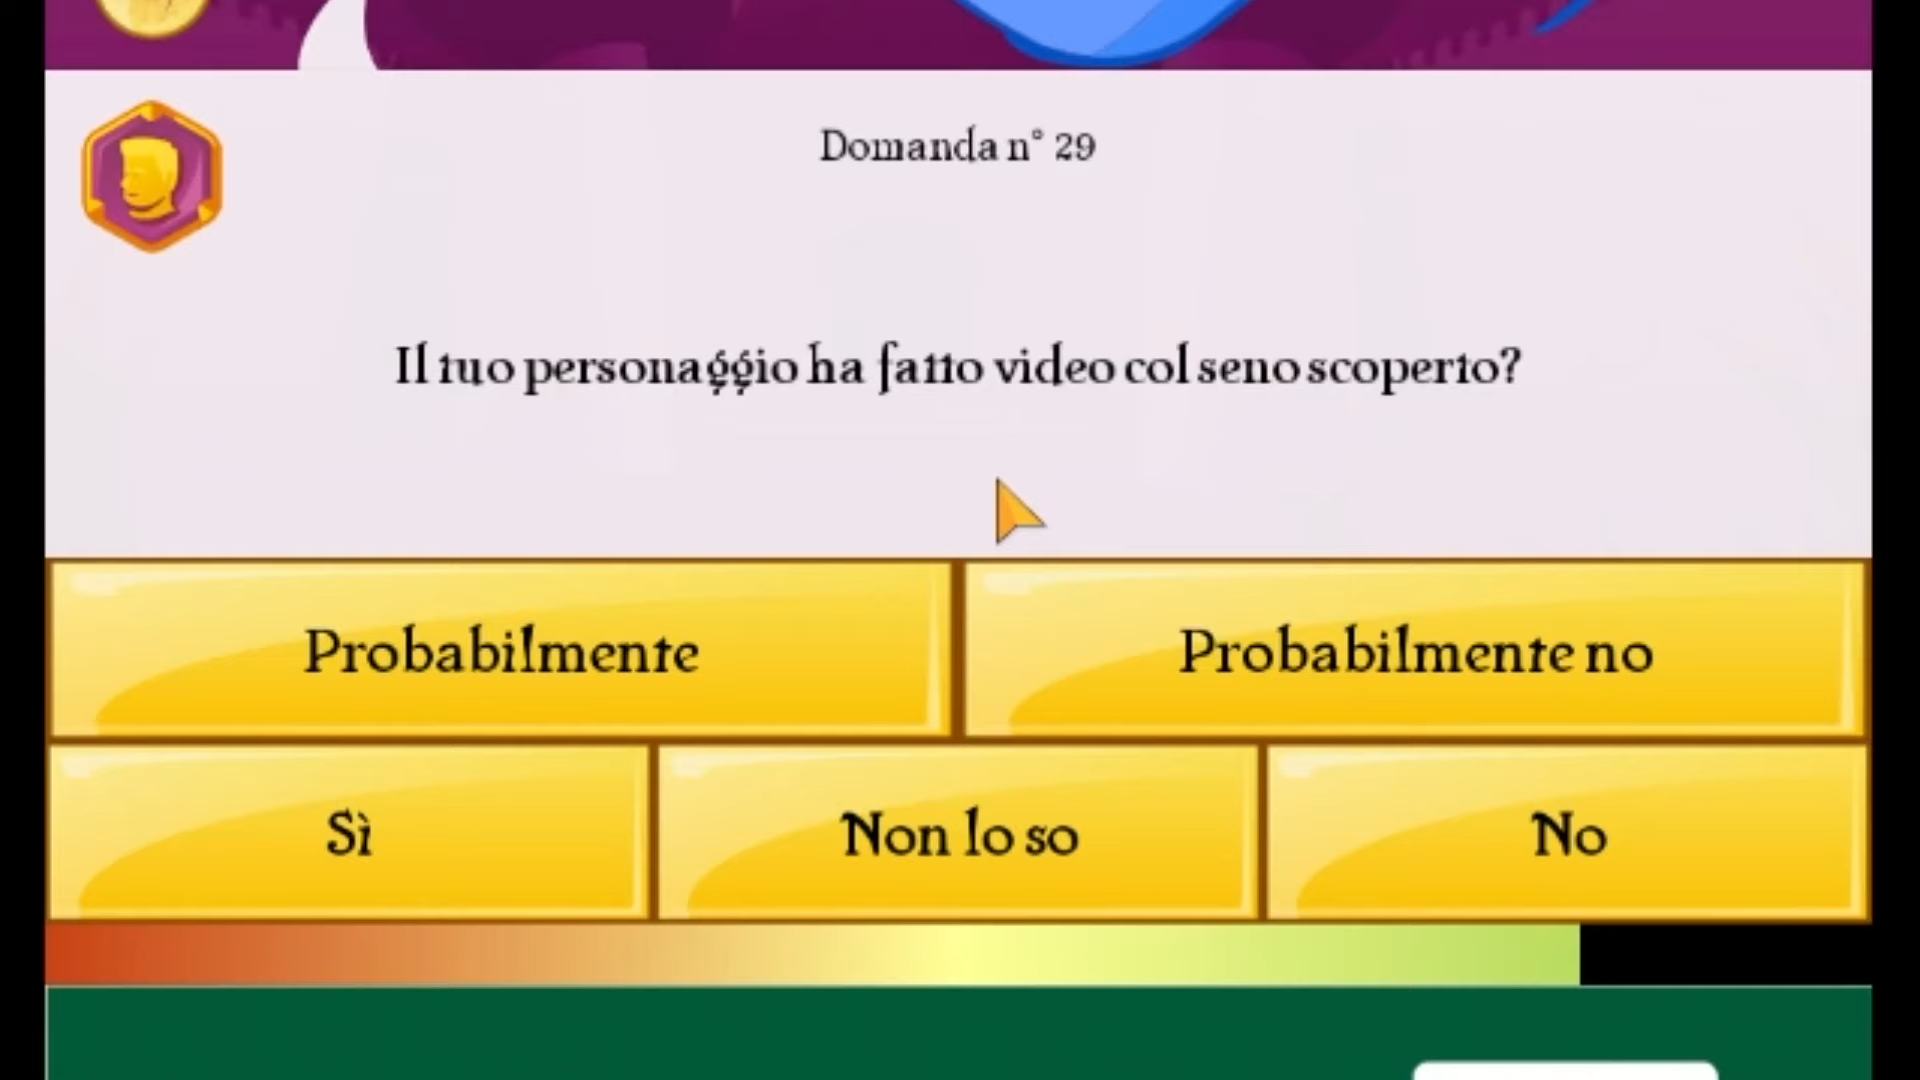 Domanda n° 29
Il tuo personaggio ha fatto video col seno scoperto?
Probabilmente
Probabilmente no
Sì
Non lo so
No